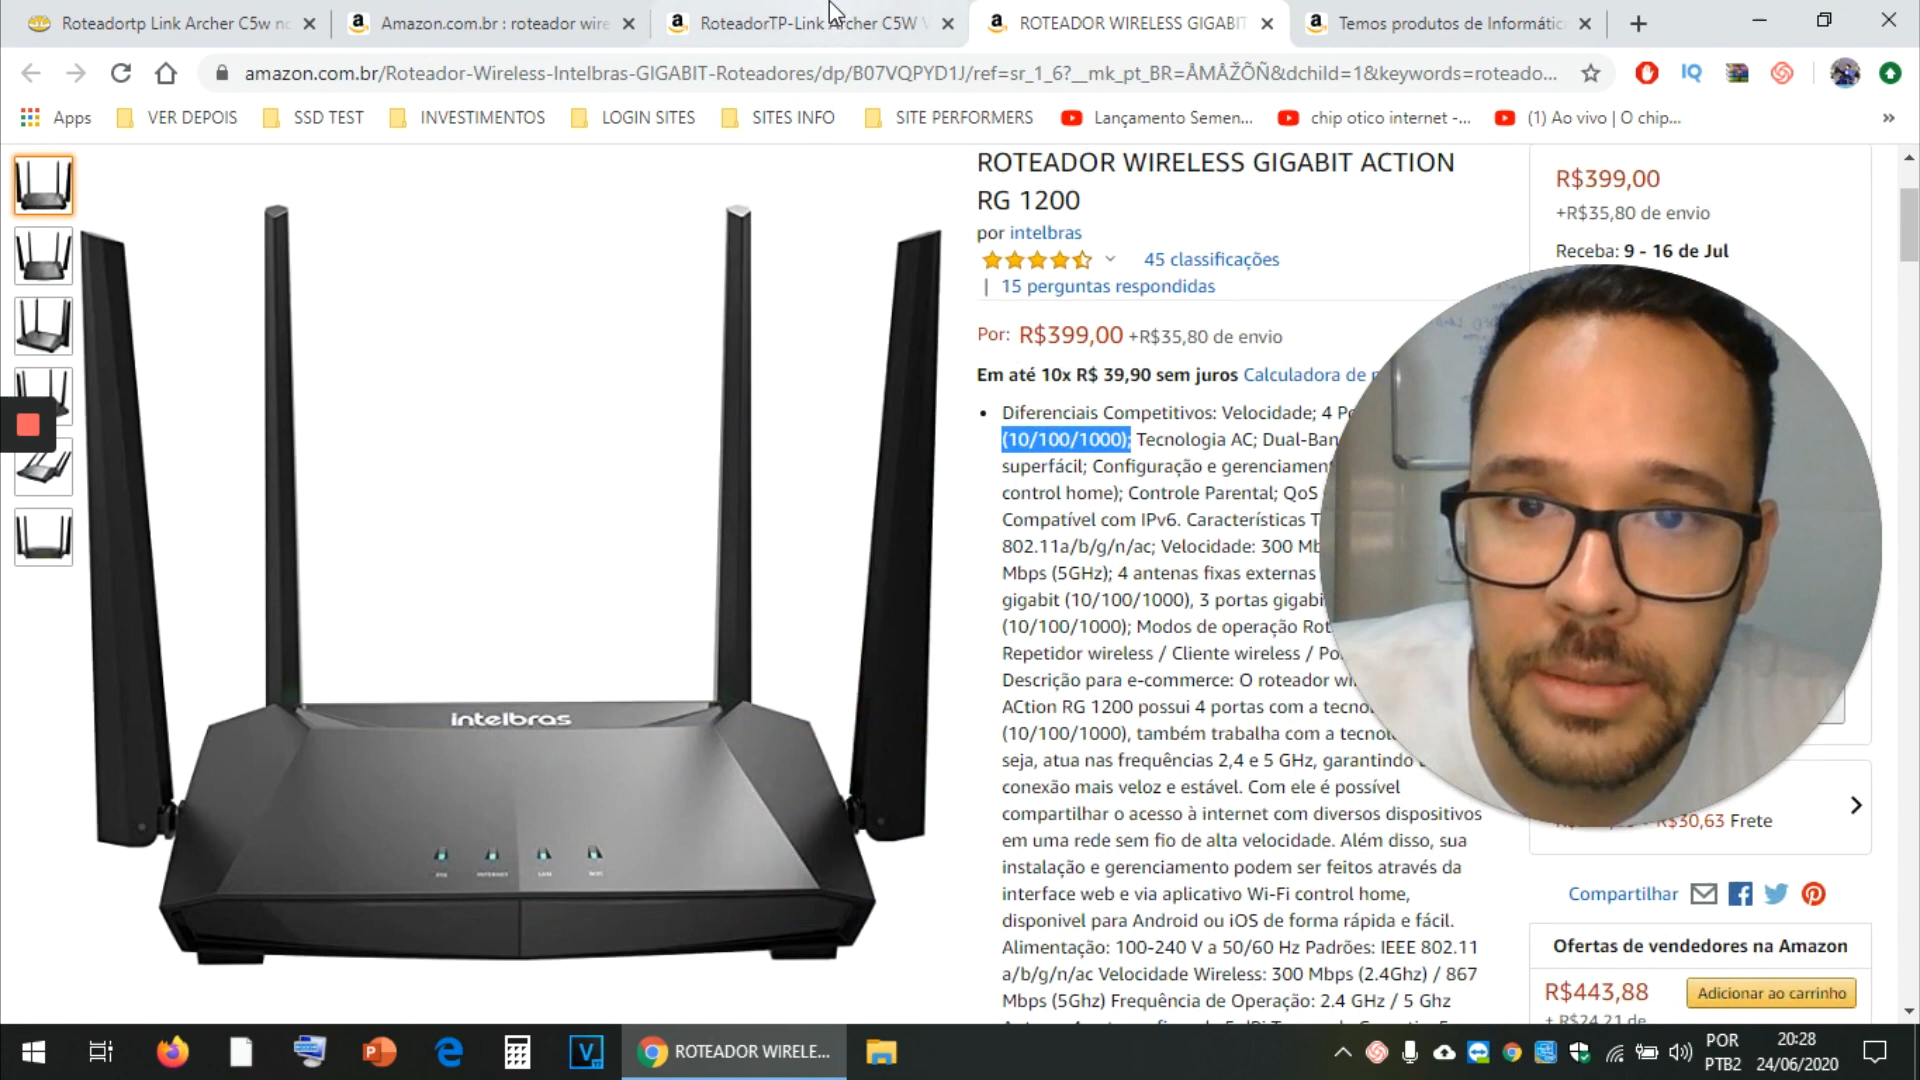 Roteadortp Link Archer C5w no
Amazon.com.br : roteador wire
RoteadorTP-Link Archer C5W
ROTEADOR WIRELESS GIGABIT
Temos produtos de Informátic
amazon.com.br/Roteador-Wireless-Intelbras-GIGABIT-Roteadores/dp/B07VQPYD1J/ref=sr_1_6?__mk_pt_BR=ÅMÅŽÕÑ&dchild=1&keywords=roteado...
Apps
VER DEPOIS
SSD TEST
INVESTIMENTOS
LOGIN SITES
SITES INFO
SITE PERFORMERS
Lançamento Semen...
chip otico internet -...
(1) Ao vivo | O chip...
ROTEADOR WIRELESS GIGABIT ACTION
RG 1200
por intelbras
45 classificações
| 15 perguntas respondidas
Por: R$399,00 +R$35,80 de envio
Em até 10x R$ 39,90 sem juros Calculadora de
• Diferenciais Competitivos: Velocidade; 4
(10/100/1000); Tecnologia AC; Dual-Ban
superfácil; Configuração e gerenciamen
control home); Controle Parental; QoS
Compatível com IPv6. Características
802.11a/b/g/n/ac; Velocidade: 300 Mb
Mbps (5GHz); 4 antenas fixas externas
gigabit (10/100/1000), 3 portas gigabi
(10/100/1000); Modos de operação Rot
Repetidor wireless / Cliente wireless / Po
Descrição para e-commerce: O roteador wi
ACtion RG 1200 possui 4 portas com a tecno
(10/100/1000), também trabalha com a tecnol
seja, atua nas frequências 2,4 e 5 GHz, garantindo
conexão mais veloz e estável. Com ele é possível
compartilhar o acesso à internet com diversos dispositivos
em uma rede sem fio de alta velocidade. Além disso, sua
instalação e gerenciamento podem ser feitos através da
interface web e via aplicativo Wi-Fi control home,
disponivel para Android ou iOS de forma rápida e fácil.
Alimentação: 100-240 V a 50/60 Hz Padrões: IEEE 802.11
a/b/g/n/ac Velocidade Wireless: 300 Mbps (2.4Ghz) / 867
Mbps (5Ghz) Frequência de Operação: 2.4 GHz / 5 Ghz
R$399,00
+R$35,80 de envio
Receba: 9 - 16 de Jul
R$30,63 Frete
Compartilhar
Ofertas de vendedores na Amazon
R$443,88
Adicionar ao carrinho
+ R$24,21 de
intelbras
INTERNET
LAN
ROTEADOR WIRELE...
POR
PTB2
20:28
24/06/2020